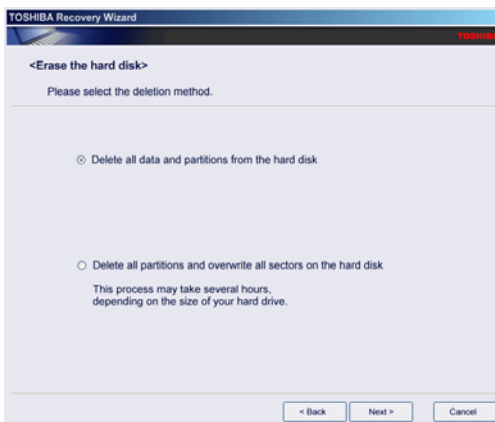 TOSHIBA Recovery Wizard
TOSHIBA
<Erase the hard disk>
Please select the deletion method.
Delete all data and partitions from the hard disk
Delete all partitions and overwrite all sectors on the hard disk
This process may take several hours,
depending on the size of your hard drive.
< Back Next > Cancel